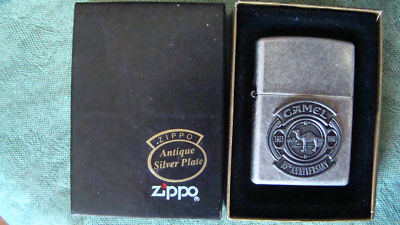 ZIPPO
Antique
Silver Plate
zippo®
CAMEL
ANNIVERSARY